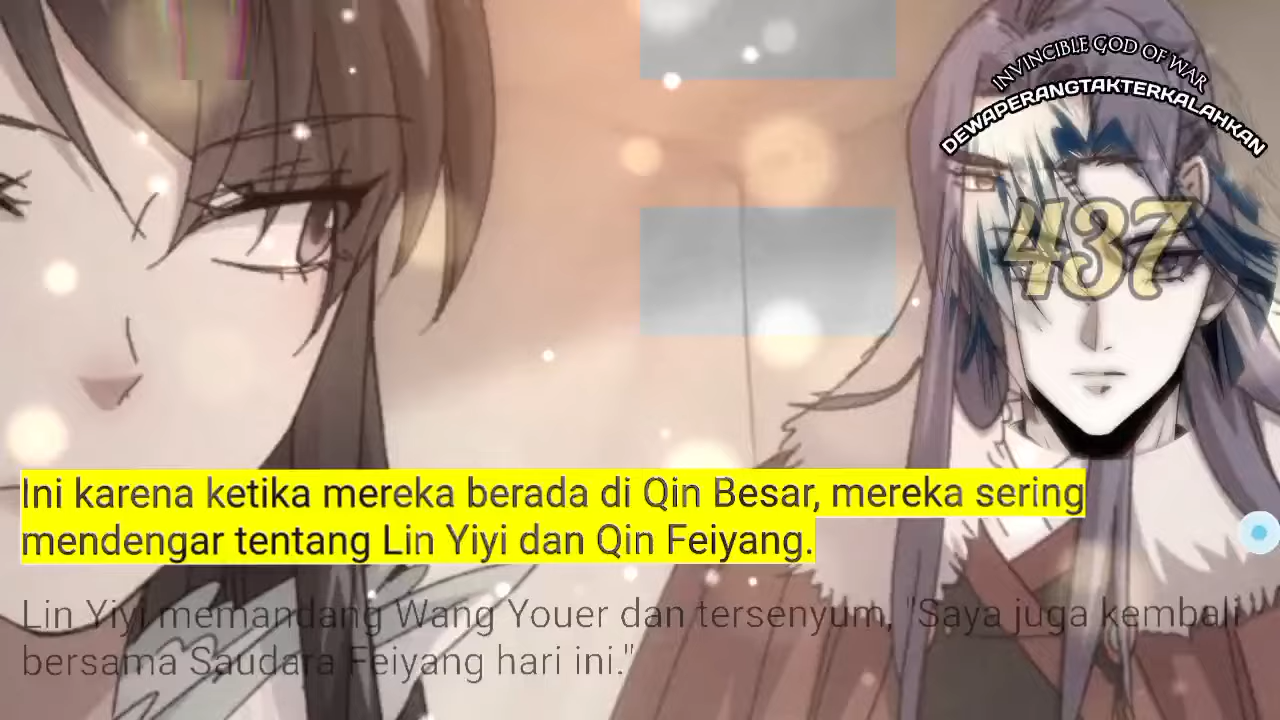 INVINCIBLE GOD OF WAR
DEWAPERANGTAKTERKALAHKAN
437
Ini karena ketika mereka berada di Qin Besar, mereka sering
mendengar tentang Lin Yiyi dan Qin Feiyang.
Lin Yiyi memandang Wang Youer dan tersenyum, "Saya juga kembali
bersama Saudara Feiyang hari ini."